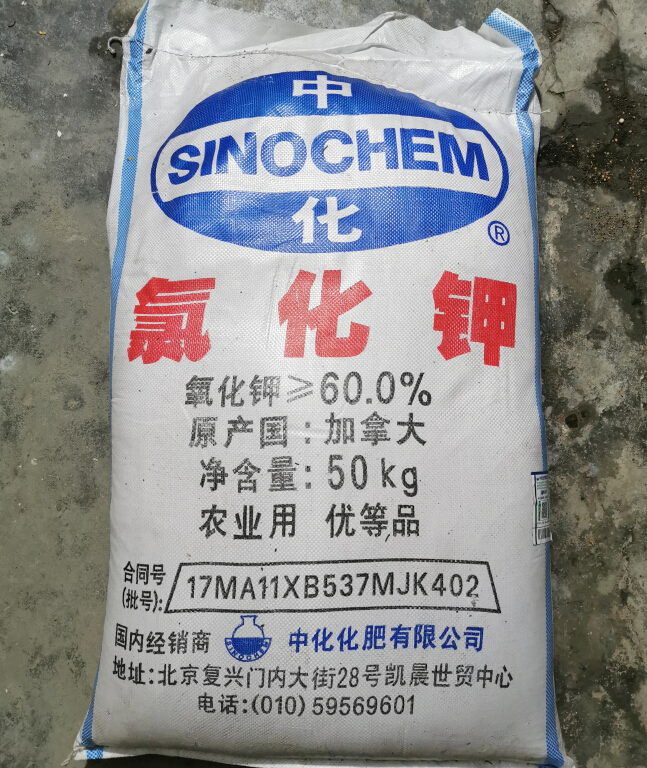 中
SINOCHEM
化
®
氯化钾
氧化钾≥60.0%
原产国:加拿大
净含量:50kg
农业用 优等品
合同号
(批号):
17MA11XB537MJK402
国内经销商 SINOCHEM 中化化肥有限公司
地址:北京复兴门内大街28号凯晨世贸中心
电话:(010) 59569601